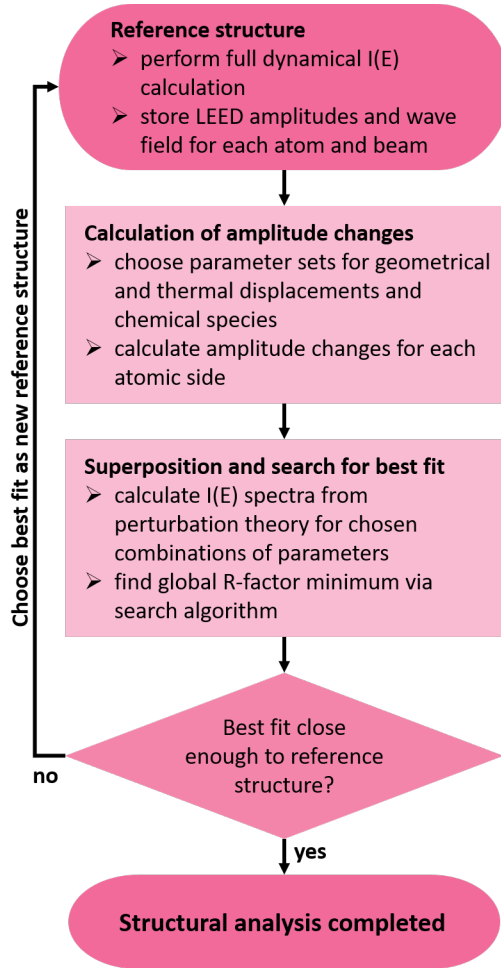 Reference structure
➢ perform full dynamical I(E)
calculation
➢ store LEED amplitudes and wave
field for each atom and beam
Calculation of amplitude changes
➢ choose parameter sets for geometrical
and thermal displacements and
chemical species
➢ calculate amplitude changes for each
atomic side
Superposition and search for best fit
➢ calculate I(E) spectra from
perturbation theory for chosen
combinations of parameters
➢ find global R-factor minimum via
search algorithm
Best fit close
enough to reference
structure?
no
Choose best fit as new reference structure
yes
Structural analysis completed